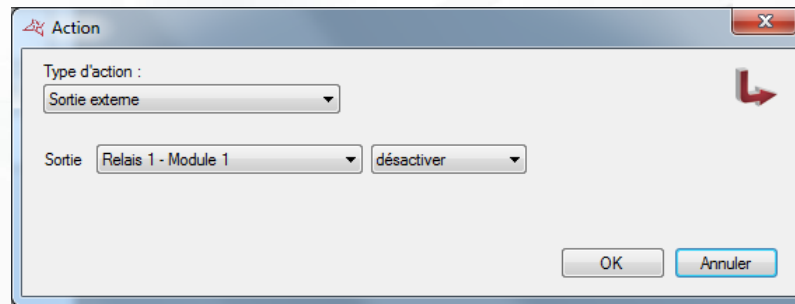 Action
Type d'action :
Sortie externe
Sortie Relais 1 - Module 1 désactiver
OK Annuler